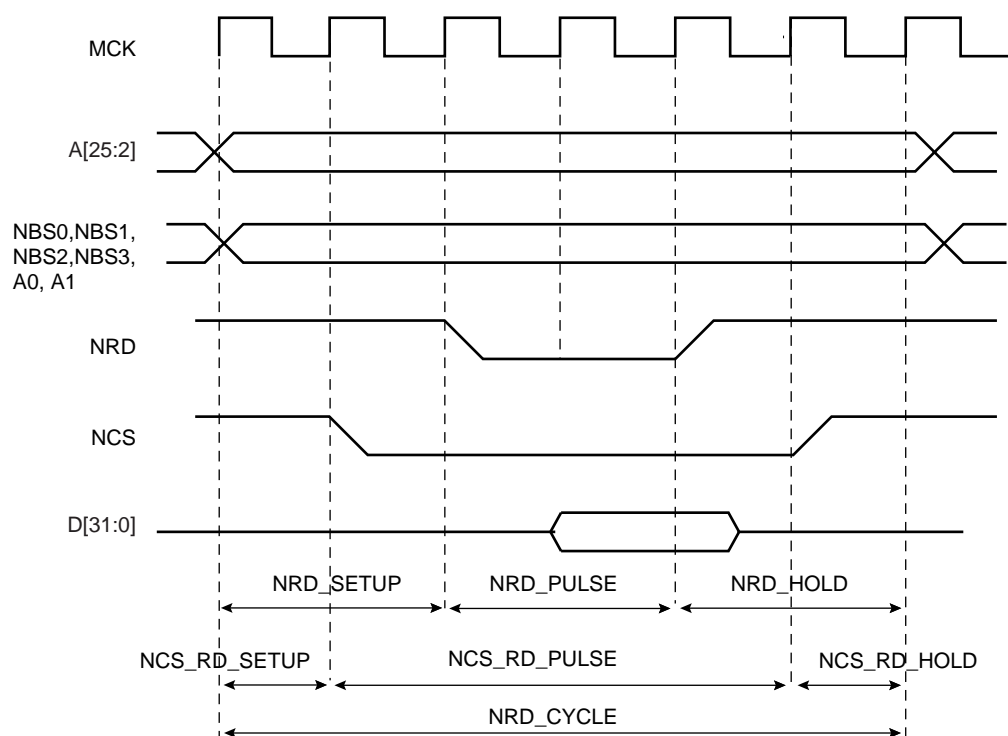 MCK
A[25:2]
NBS0,NBS1,
NBS2,NBS3,
A0, A1
NRD
NCS
D[31:0]
NRD_SETUP NRD_PULSE NRD_HOLD
NCS_RD_SETUP NCS_RD_PULSE NCS_RD_HOLD
NRD_CYCLE